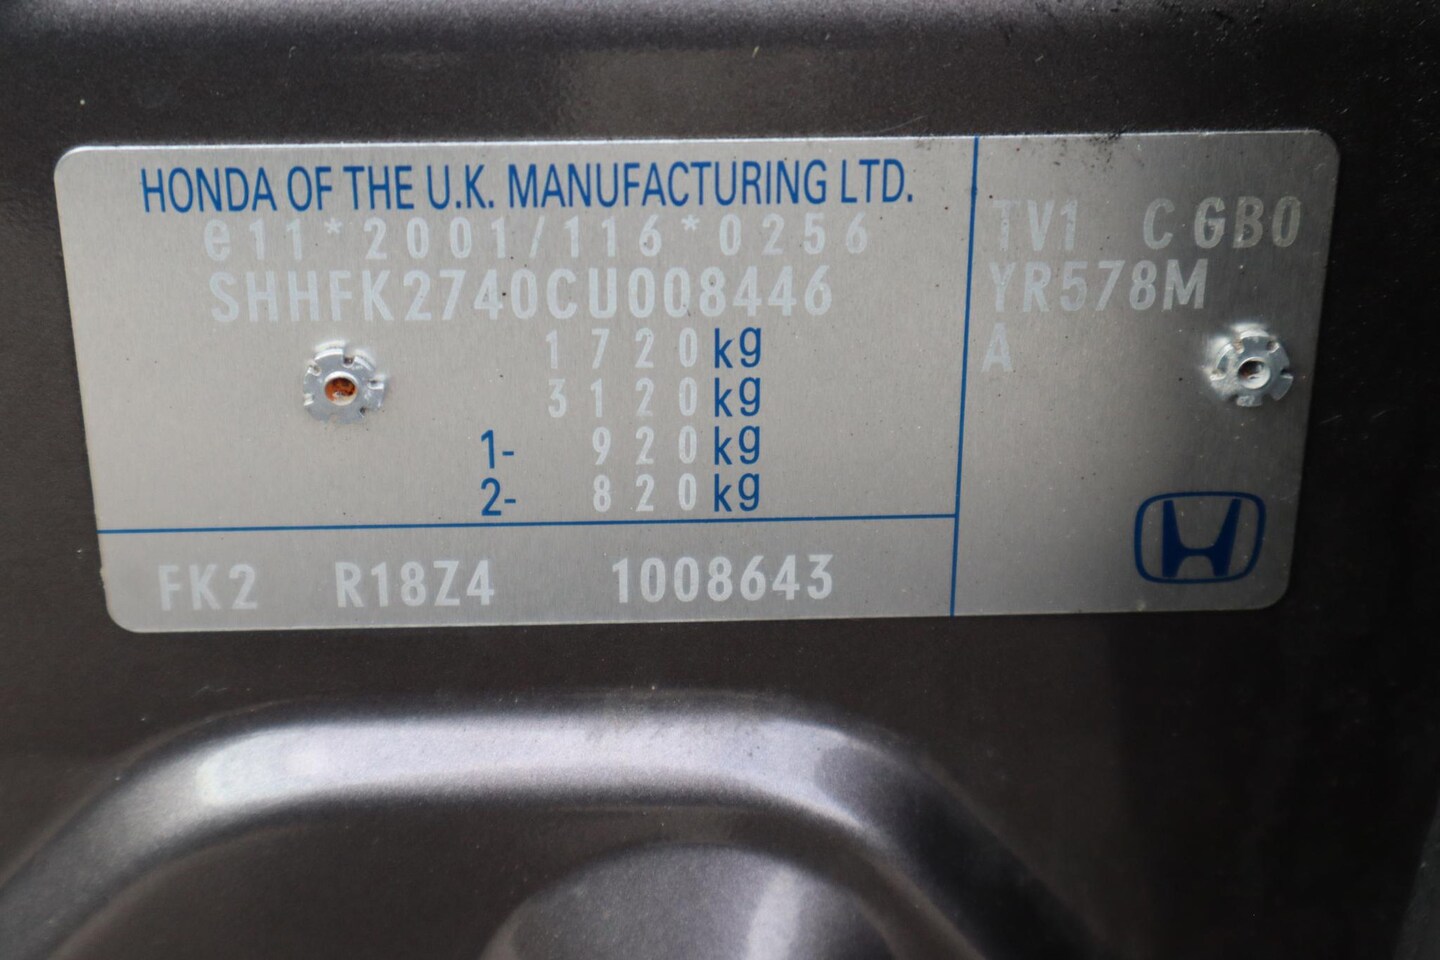 HONDA OF THE U.K. MANUFACTURING LTD.
e11*2001/116*0256
SHHFK2740CU008446
1720kg
3120kg
1- 920kg
2- 820kg
FK2 R18Z4 1008643
TV1 C GB0
YR578M
A